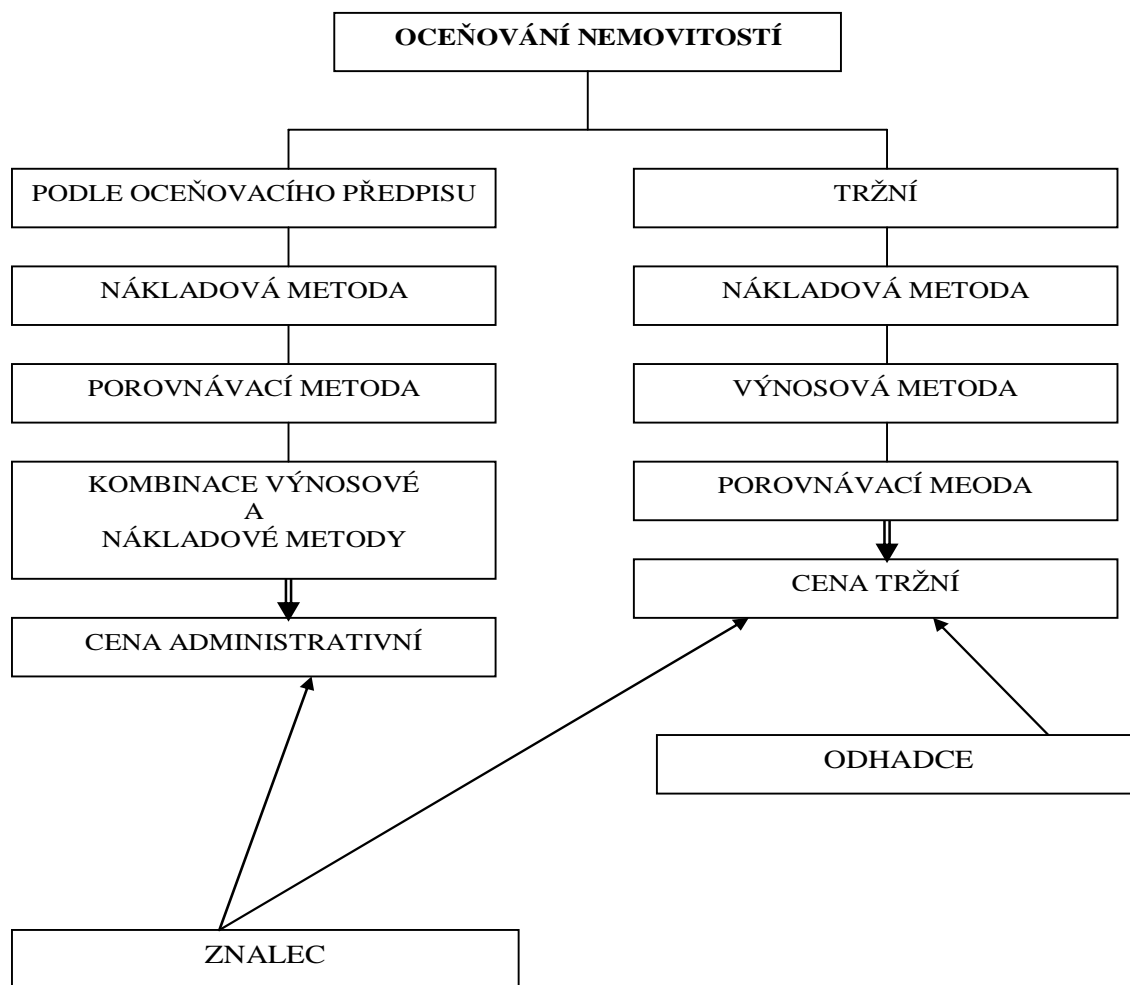 OCEŇOVÁNÍ NEMOVITOSTÍ
PODLE OCEŇOVACÍHO PŘEDPISU
NÁKLADOVÁ METODA
POROVNÁVACÍ METODA
KOMBINACE VÝNOSOVÉ
A
NÁKLADOVÉ METODY
CENA ADMINISTRATIVNÍ
TRŽNÍ
NÁKLADOVÁ METODA
VÝNOSOVÁ METODA
POROVNÁVACÍ MEODA
CENA TRŽNÍ
ODHADCE
ZNALEC